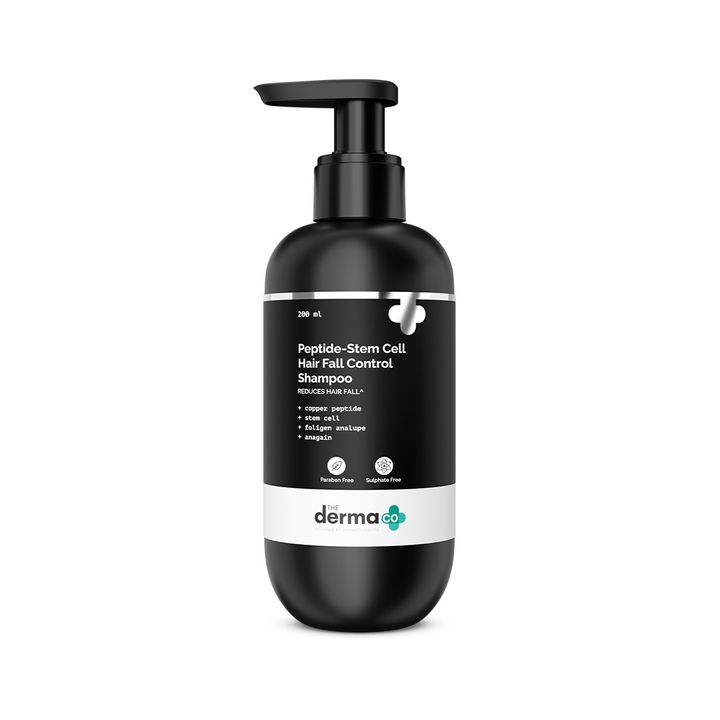 200 ml
Peptide-Stem Cell
Hair Fall Control
Shampoo
REDUCES HAIR FALL^
+ copper peptide
+ stem cell
+ foligen analupe
+ anagain
Paraben Free Sulphate Free
THE
derma co